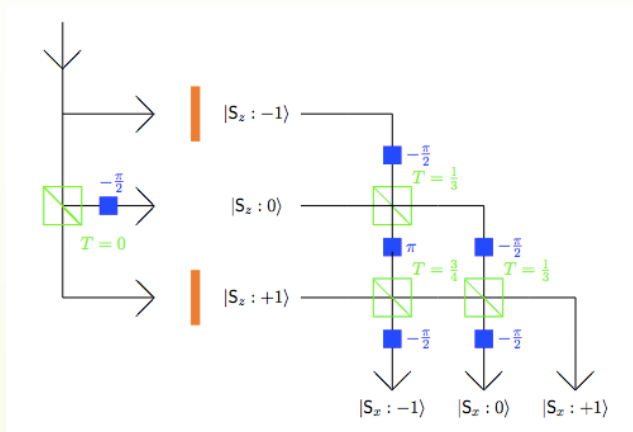 |S_z : −1⟩
−π/2
T = 1/3
−π/2
|S_z : 0⟩
T = 0
π
−π/2
T = 3/4
T = 1/3
|S_z : +1⟩
−π/2
−π/2
|S_x : −1⟩ |S_x : 0⟩ |S_x : +1⟩